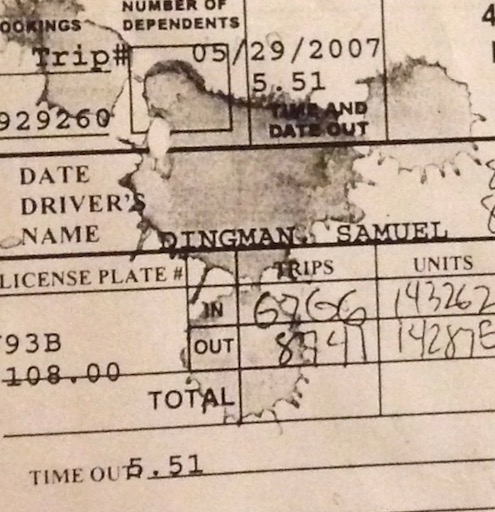 OOKINGS
NUMBER OF
DEPENDENTS
4
Trip#
05/29/2007
5.51
929260
TIME AND
DATE OUT
DATE
DRIVER'S
NAME
DINGMAN, SAMUEL
LICENSE PLATE #
TRIPS
UNITS
IN
143262
93B
OUT
14287
108.00
TOTAL
TIME OUT 5.51